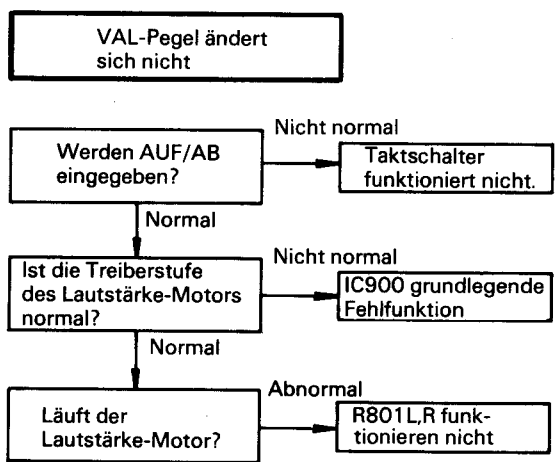 VAL-Pegel ändert
sich nicht
Werden AUF/AB
eingegeben?
Nicht normal
Taktschalter
funktioniert nicht.
Normal
Ist die Treiberstufe
des Lautstärke-Motors
normal?
Nicht normal
IC900 grundlegende
Fehlfunktion
Normal
Läuft der
Lautstärke-Motor?
Abnormal
R801L,R funk-
tionieren nicht